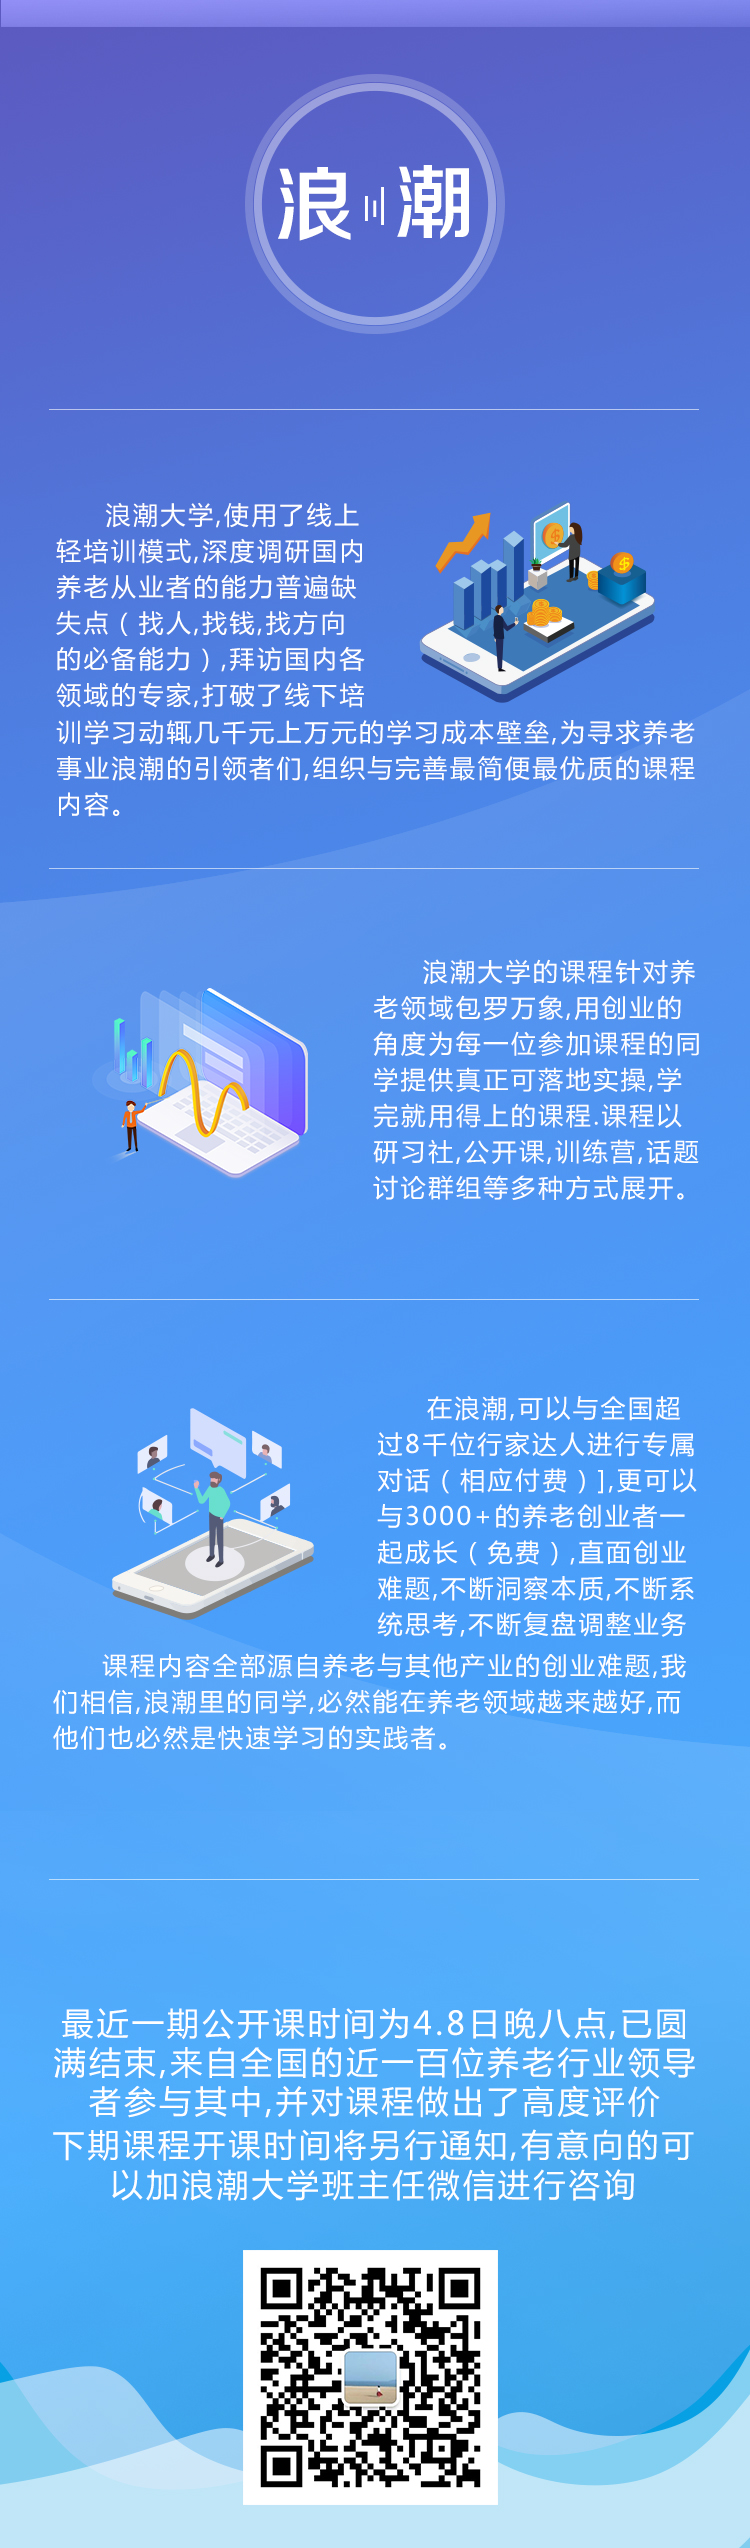 浪潮
浪潮大学,使用了线上
轻培训模式,深度调研国内
养老从业者的能力普遍缺
失点（找人,找钱,找方向
的必备能力）,拜访国内各
领域的专家,打破了线下培
训学习动辄几千元上万元的学习成本壁垒,为寻求养老
事业浪潮的引领者们,组织与完善最简便最优质的课程
内容。
浪潮大学的课程针对养
老领域包罗万象,用创业的
角度为每一位参加课程的同
学提供真正可落地实操,学
完就用得上的课程.课程以
研习社,公开课,训练营,话题
讨论群组等多种方式展开。
在浪潮,可以与全国超
过8千位行家达人进行专属
对话（相应付费）],更可以
与3000+的养老创业者一
起成长（免费）,直面创业
难题,不断洞察本质,不断系
统思考,不断复盘调整业务
课程内容全部源自养老与其他产业的创业难题,我
们相信,浪潮里的同学,必然能在养老领域越来越好,而
他们也必然是快速学习的实践者。
最近一期公开课时间为4.8日晚八点,已圆
满结束,来自全国的近一百位养老行业领导
者参与其中,并对课程做出了高度评价
下期课程开课时间将另行通知,有意向的可
以加浪潮大学班主任微信进行咨询